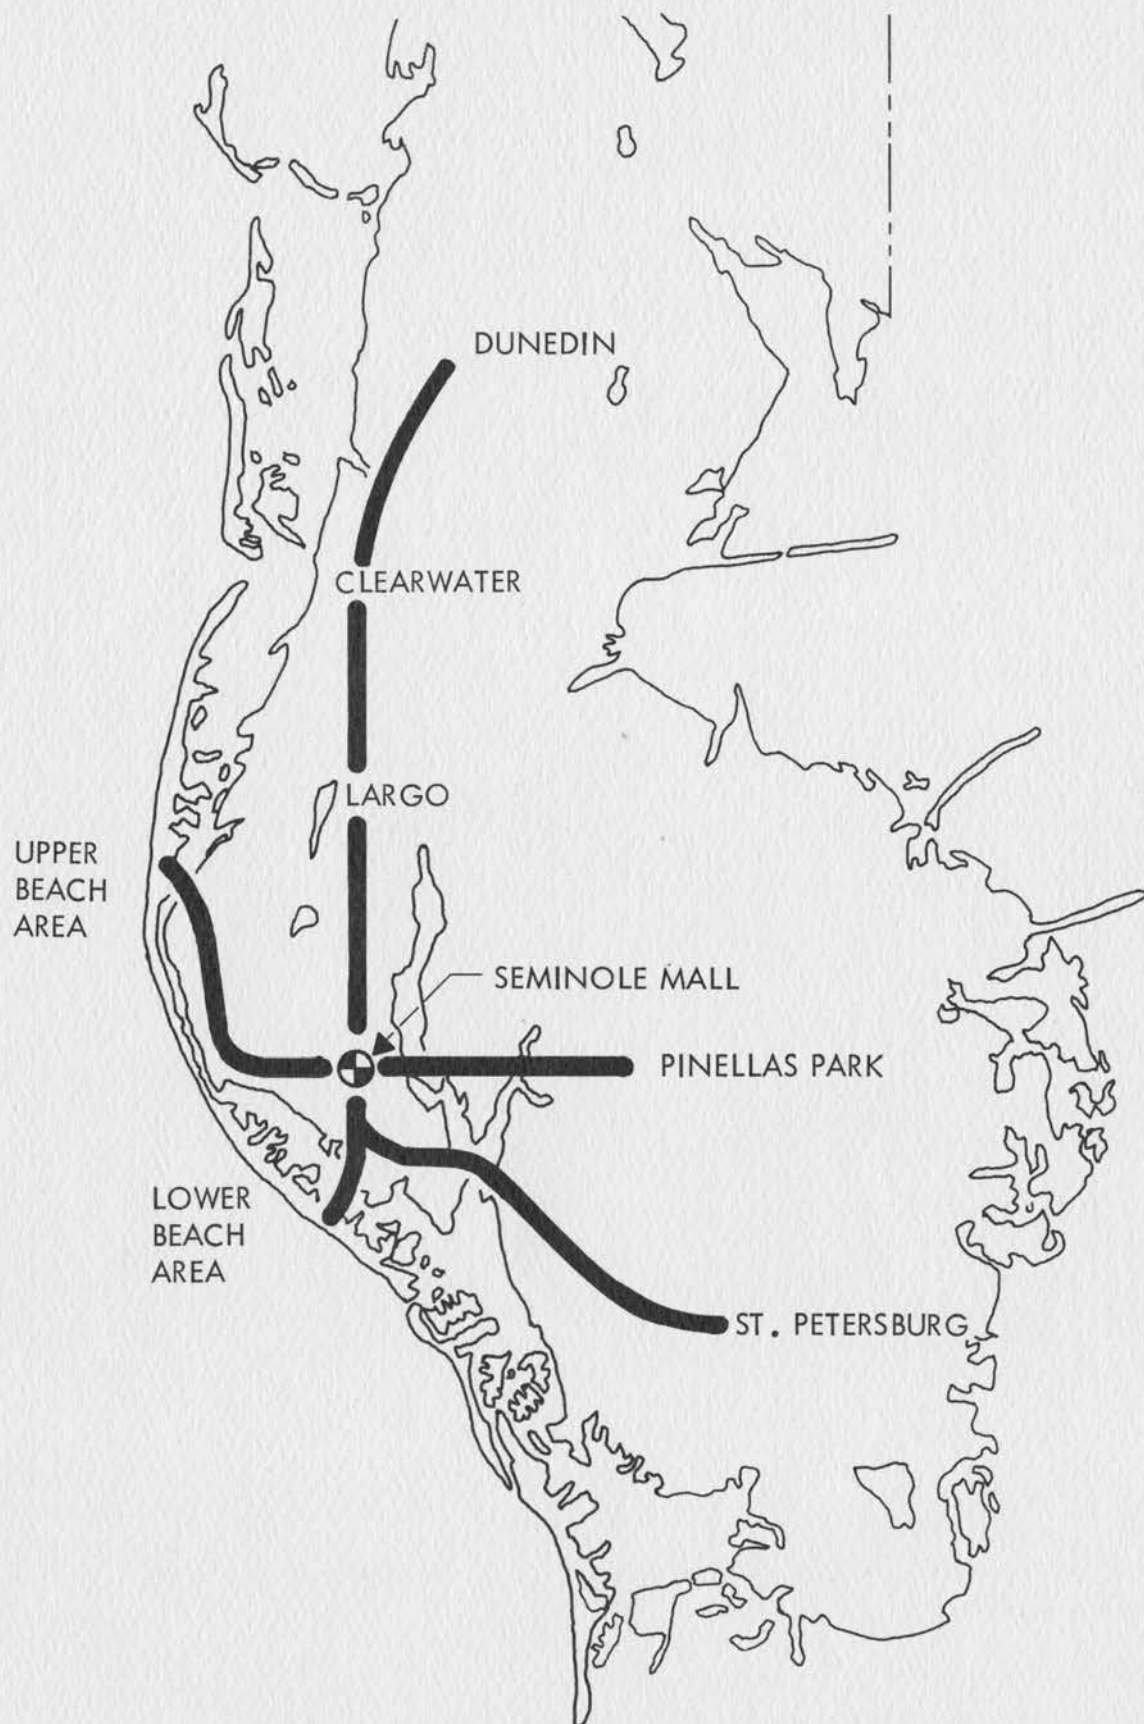 DUNEDIN
CLEARWATER
LARGO
UPPER
BEACH
AREA
SEMINOLE MALL
PINELLAS PARK
LOWER
BEACH
AREA
ST. PETERSBURG